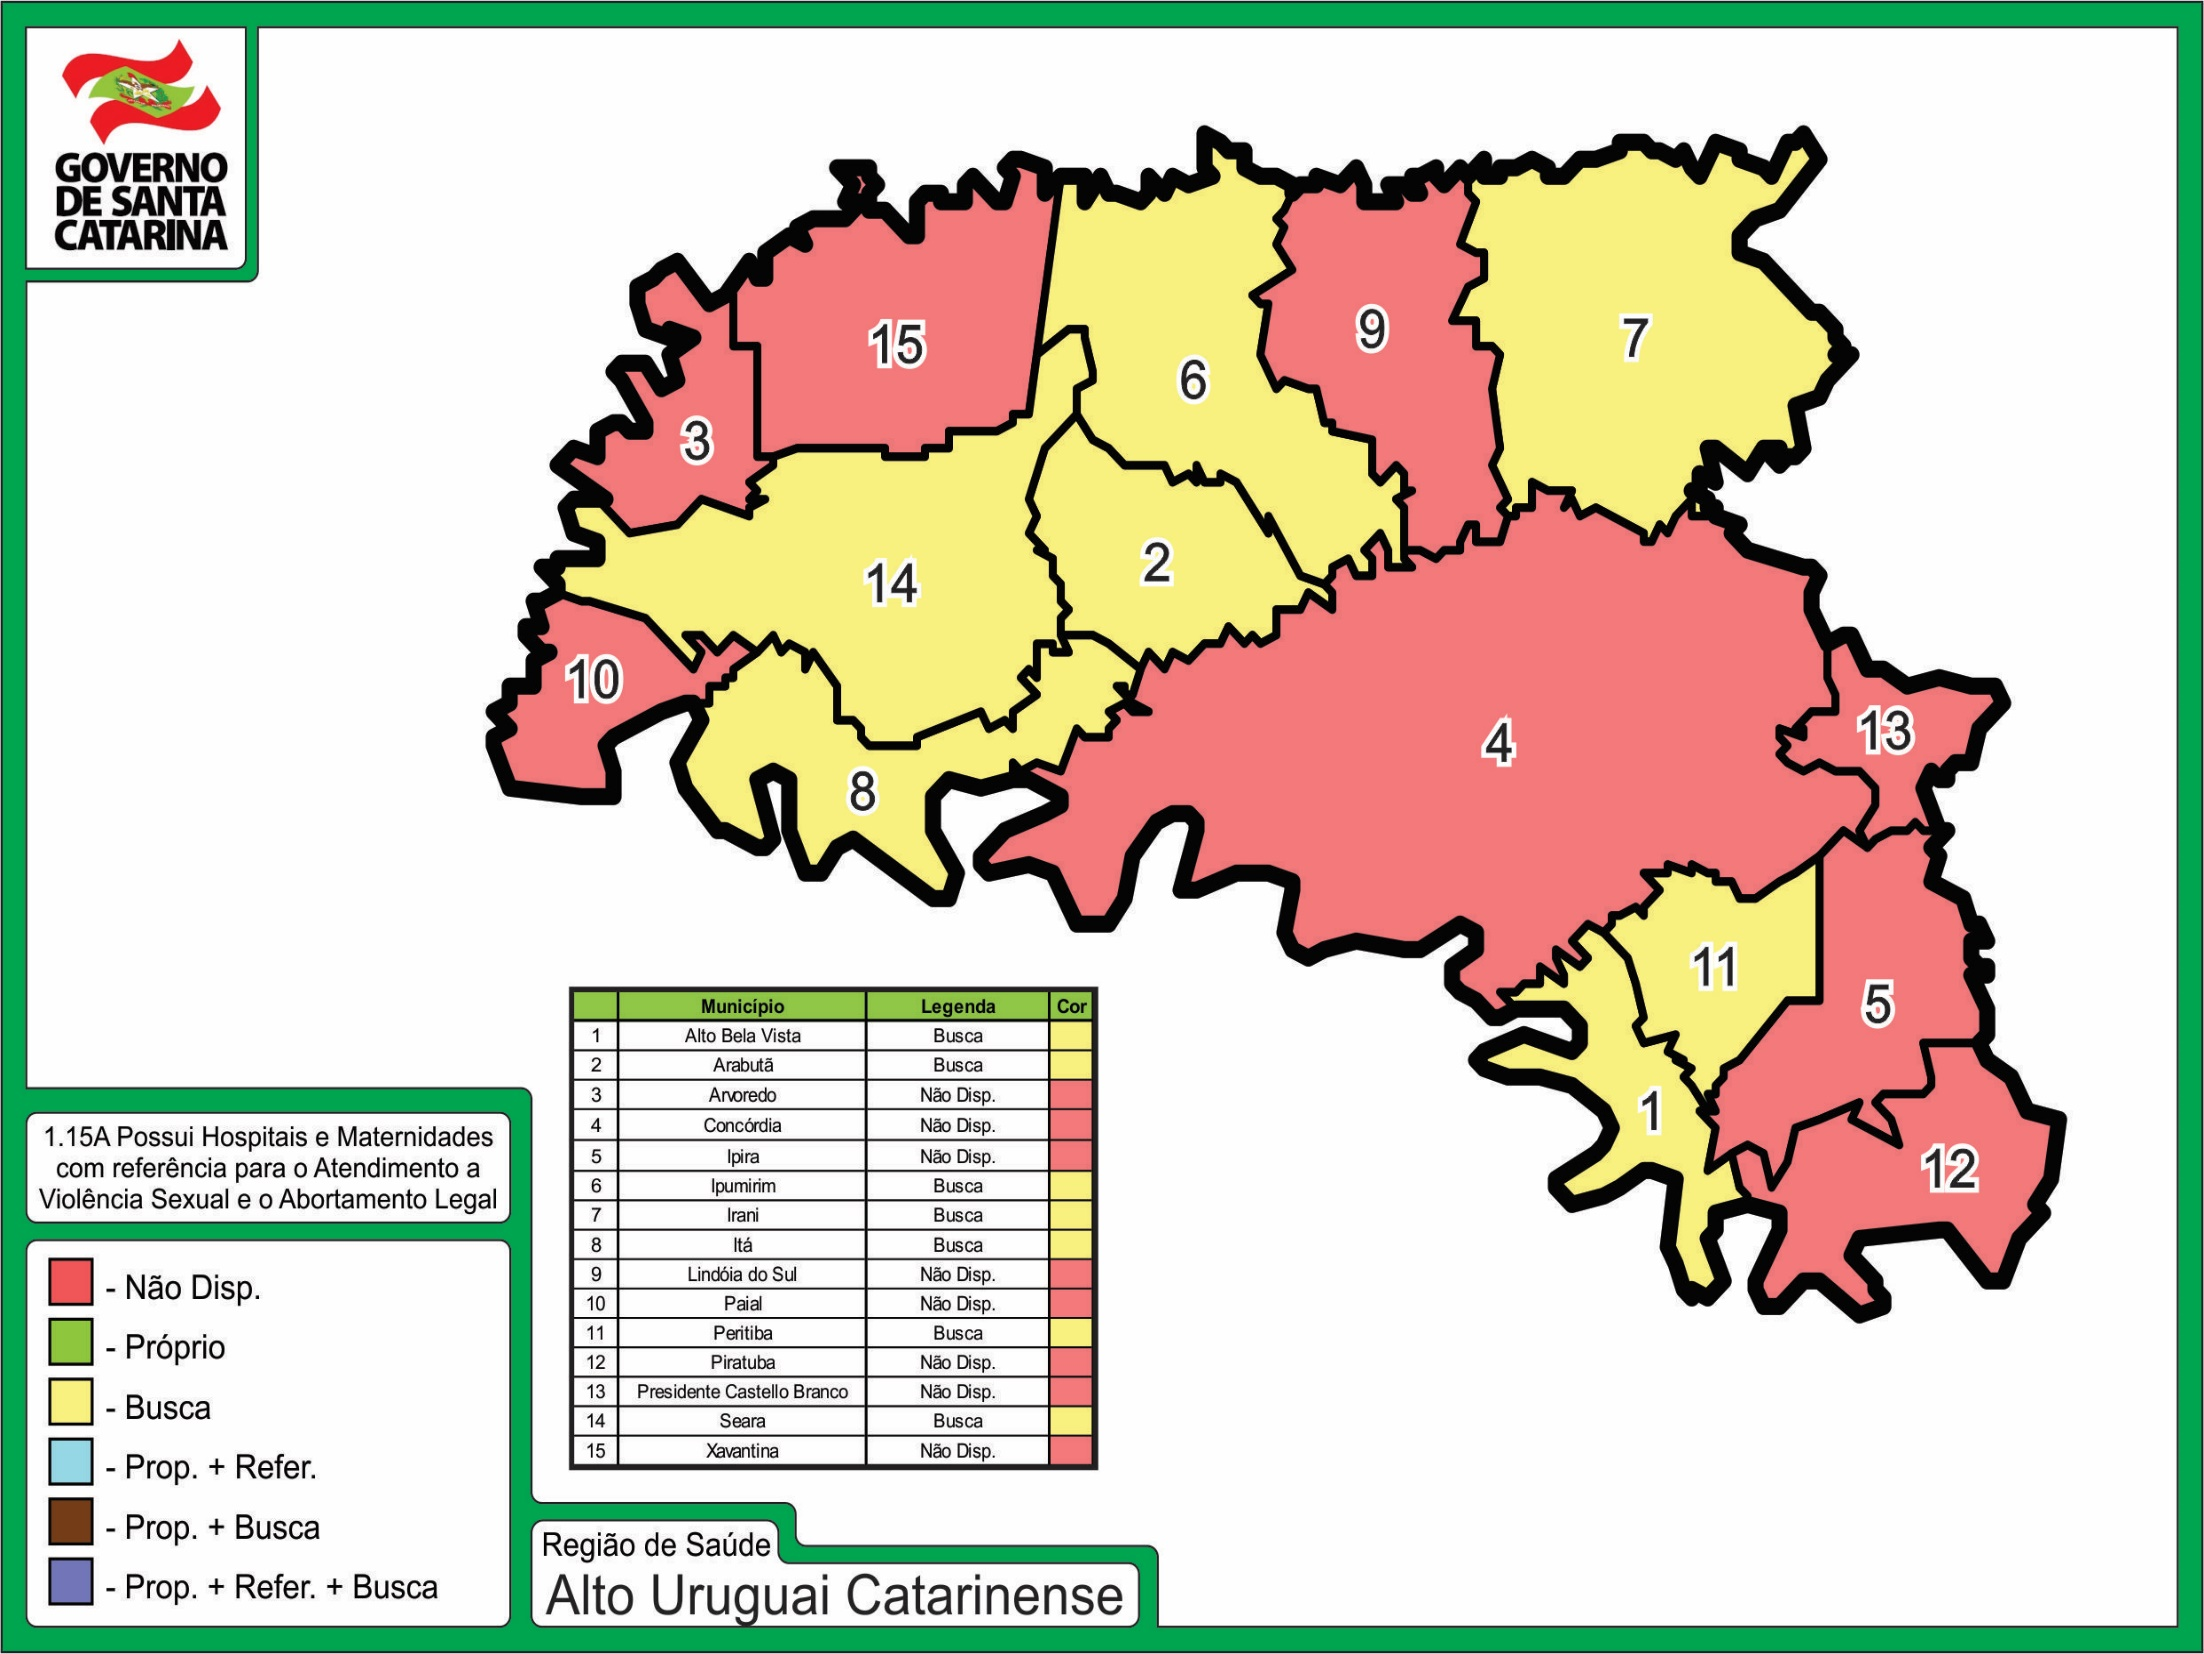 GOVERNO
DE SANTA
CATARINA
15
6
9
7
3
14
2
10
8
4
13
11
5
1
12
Município Legenda Cor
1 Alto Bela Vista Busca
2 Arabutã Busca
3 Arvoredo Não Disp.
4 Concórdia Não Disp.
5 Ipira Não Disp.
6 Ipumirim Busca
7 Irani Busca
8 Itá Busca
9 Lindóia do Sul Não Disp.
10 Paial Não Disp.
11 Peritiba Busca
12 Piratuba Não Disp.
13 Presidente Castello Branco Não Disp.
14 Seara Busca
15 Xavantina Não Disp.
1.15A Possui Hospitais e Maternidades
com referência para o Atendimento a
Violência Sexual e o Abortamento Legal
- Não Disp.
- Próprio
- Busca
- Prop. + Refer.
- Prop. + Busca
- Prop. + Refer. + Busca
Região de Saúde
Alto Uruguai Catarinense